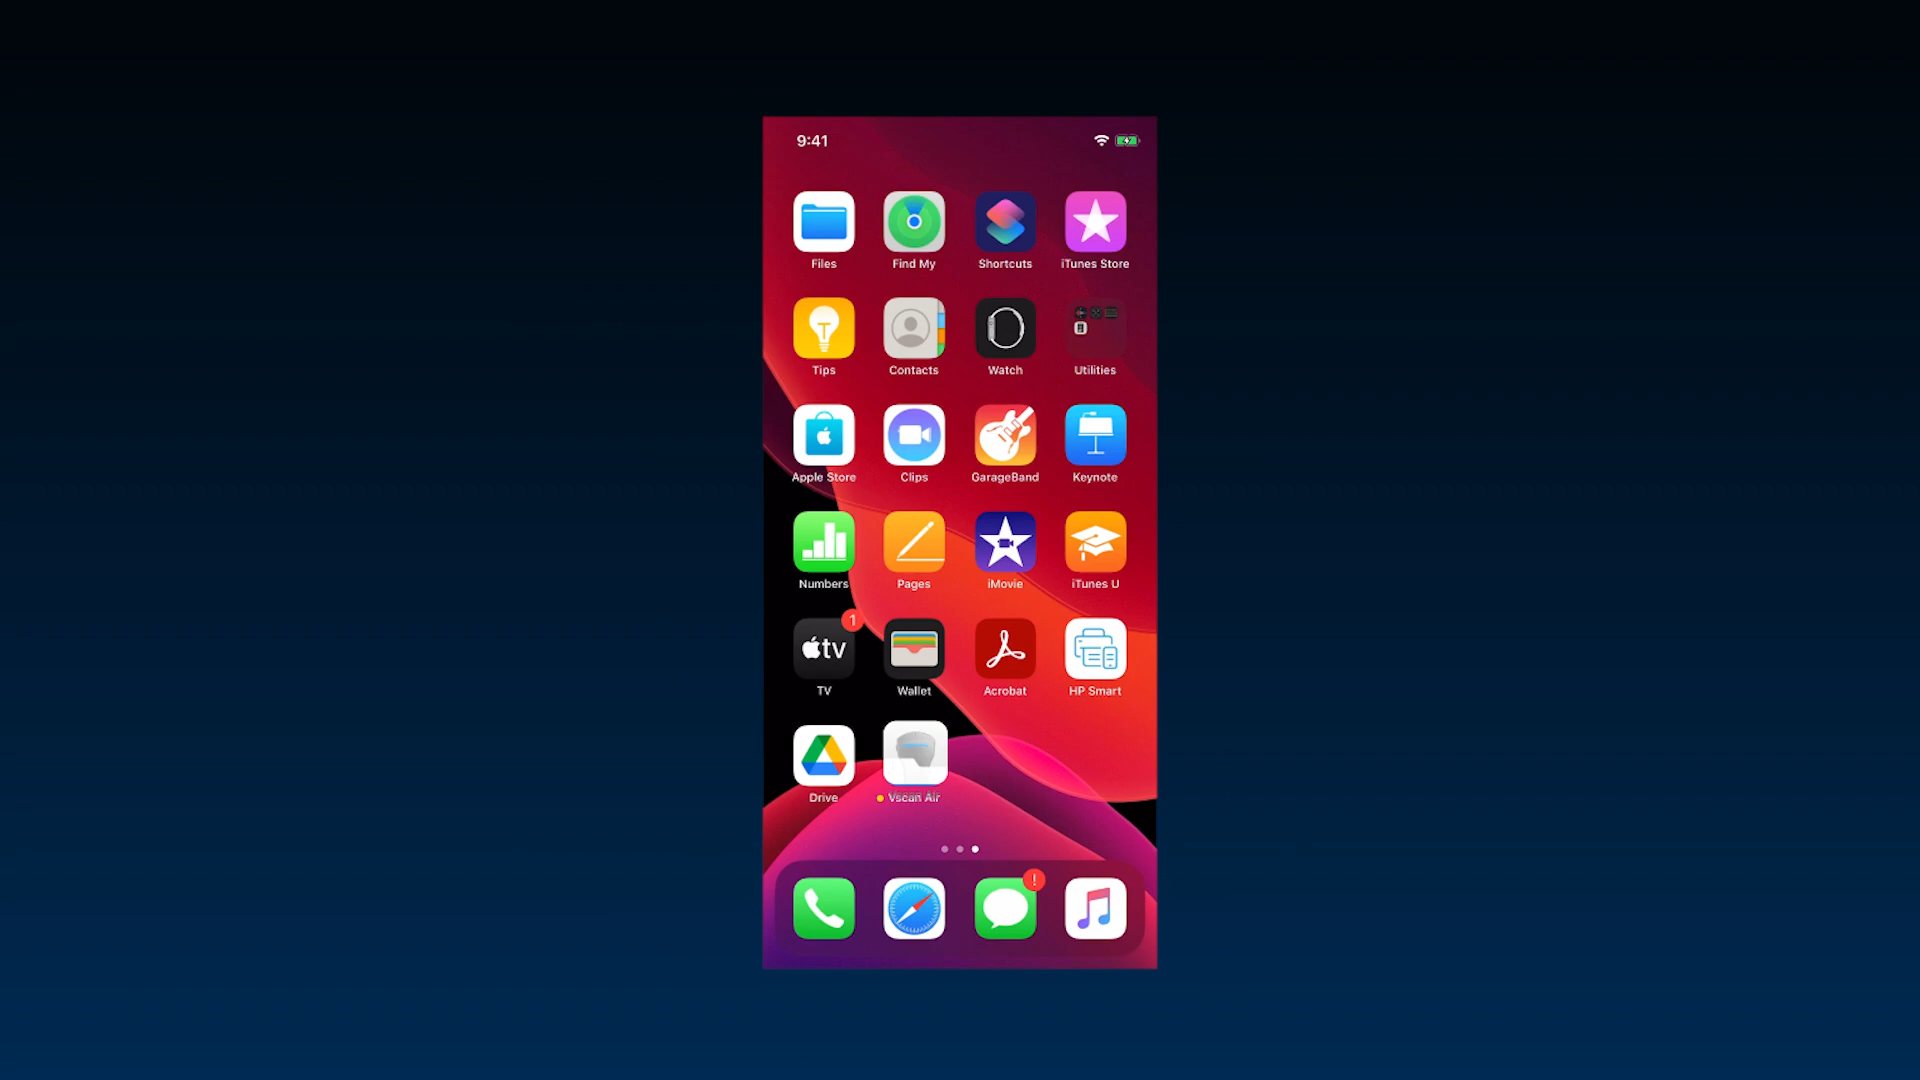 9:41
Files Find My Shortcuts iTunes Store
Tips Contacts Watch Utilities
Apple Store Clips GarageBand Keynote
Numbers Pages iMovie iTunes U
1
tv
TV Wallet Acrobat HP Smart
Drive Vscan Air
!